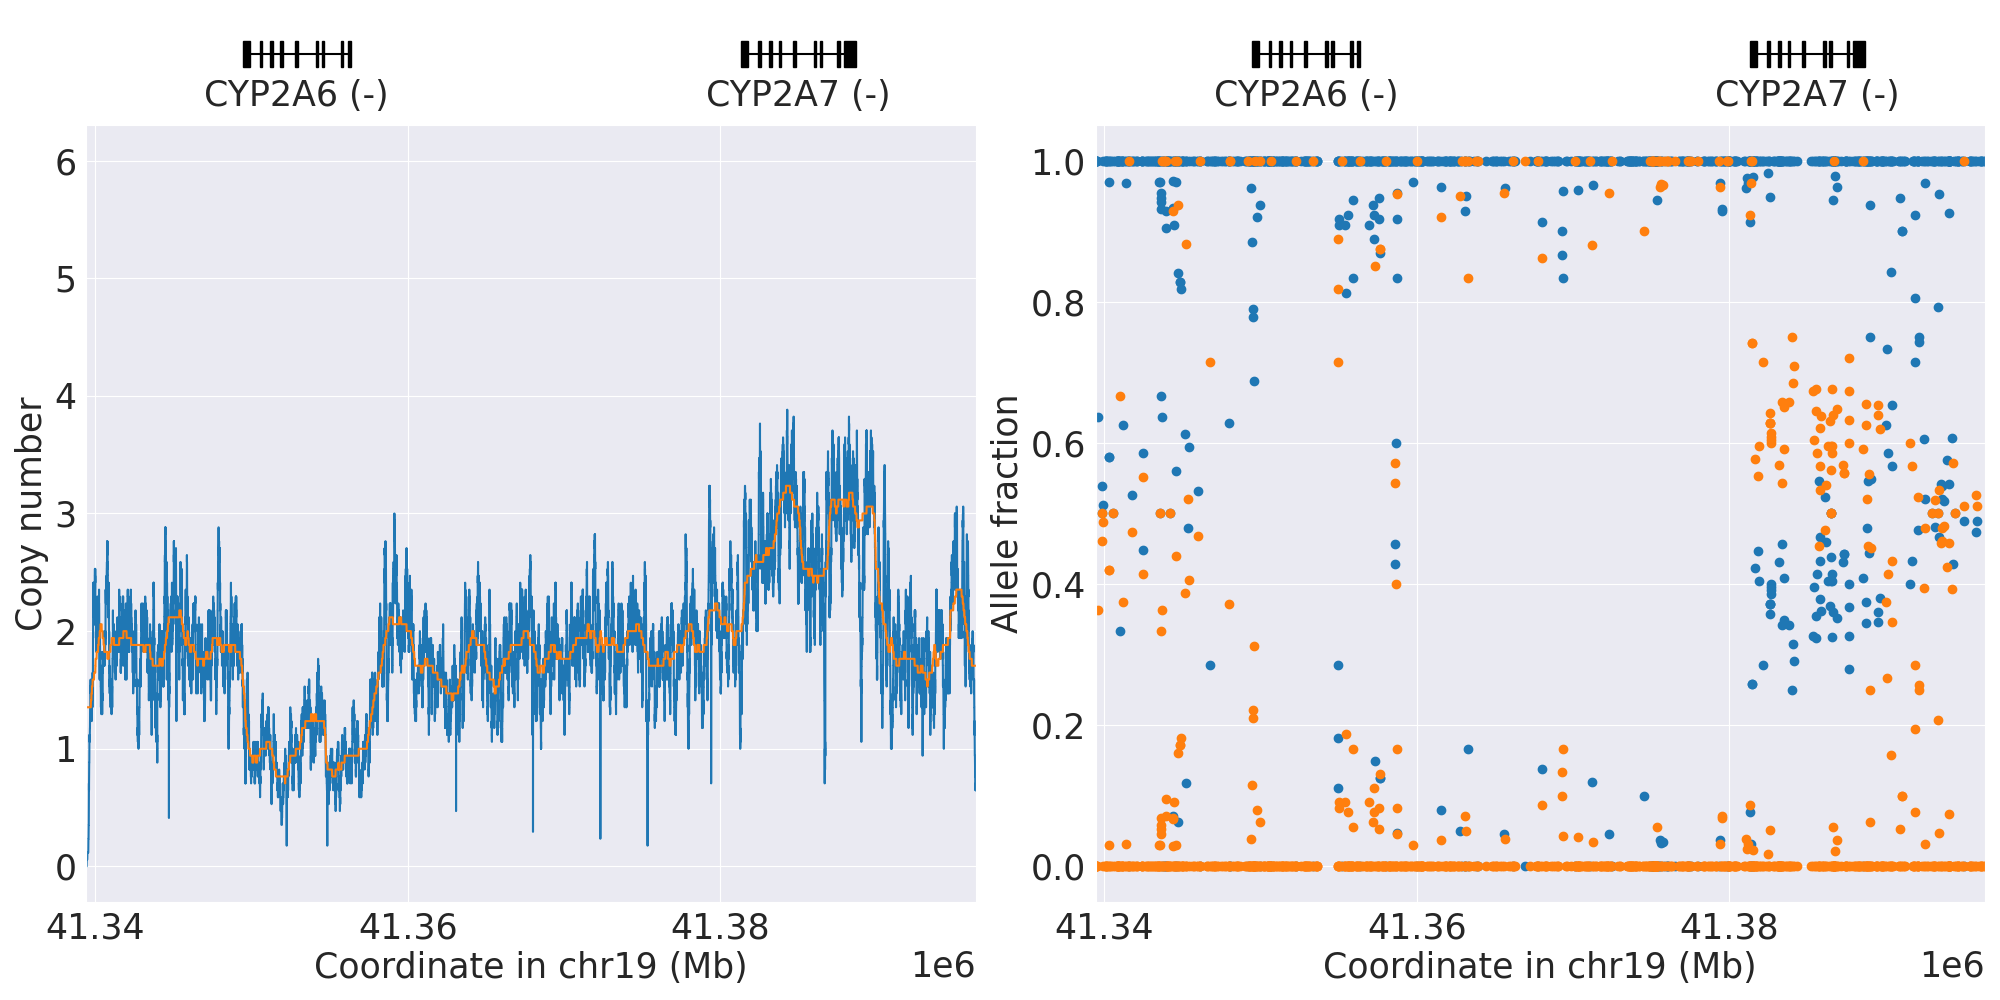 CYP2A6 (-) CYP2A7 (-) CYP2A6 (-) CYP2A7 (-)
6
5
4
3
2
1
0
Copy number
41.34 41.36 41.38
Coordinate in chr19 (Mb) 1e6
1.0
0.8
0.6
0.4
0.2
0.0
Allele fraction
41.34 41.36 41.38
Coordinate in chr19 (Mb) 1e6